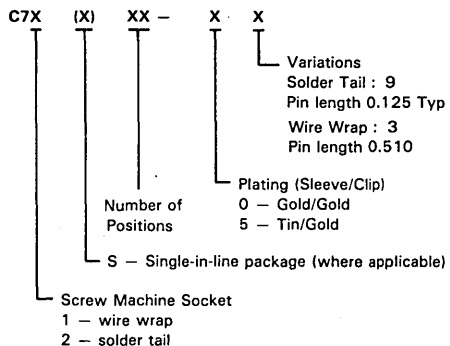 C7X (X) XX – X X
Variations
Solder Tail : 9
Pin length 0.125 Typ
Wire Wrap : 3
Pin length 0.510
Plating (Sleeve/Clip)
0 – Gold/Gold
5 – Tin/Gold
Number of
Positions
S – Single-in-line package (where applicable)
Screw Machine Socket
1 – wire wrap
2 – solder tail